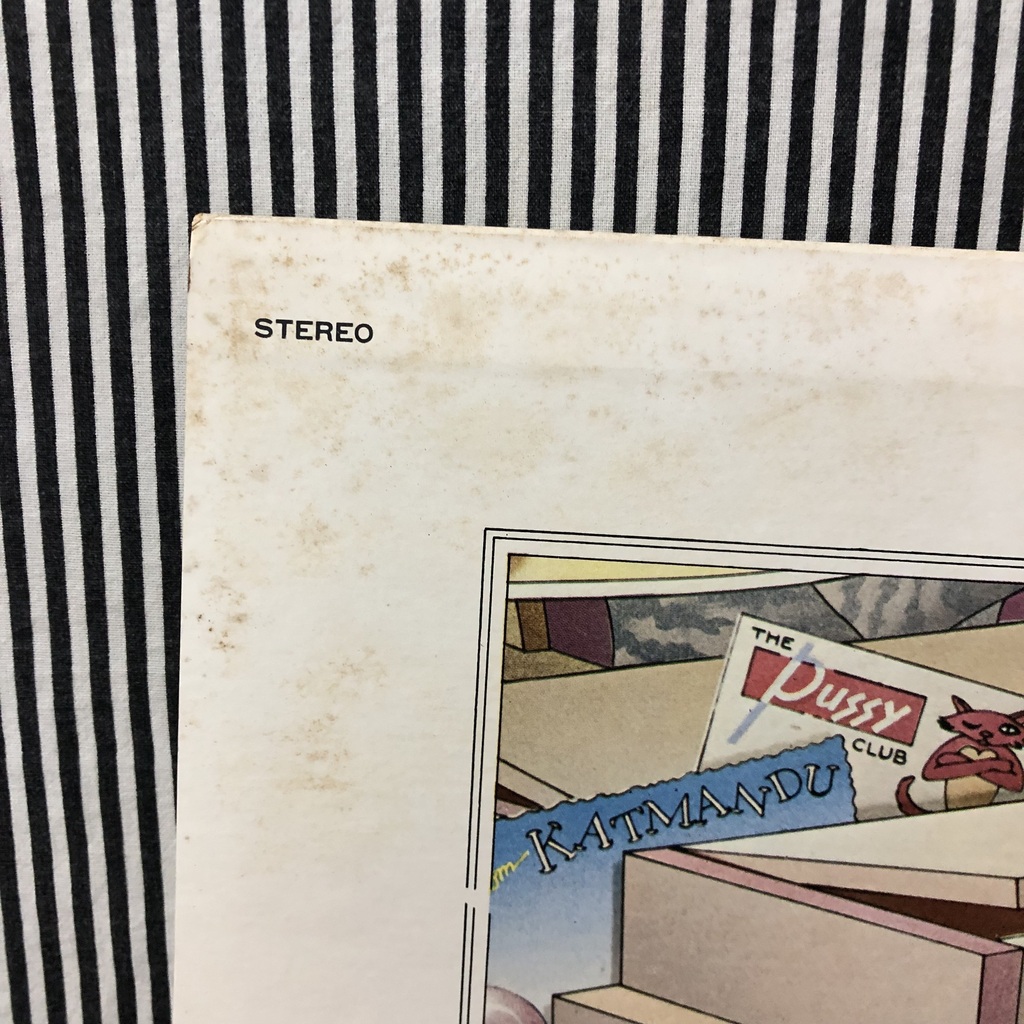 STEREO
THE
Pussy
CLUB
KATMANDU